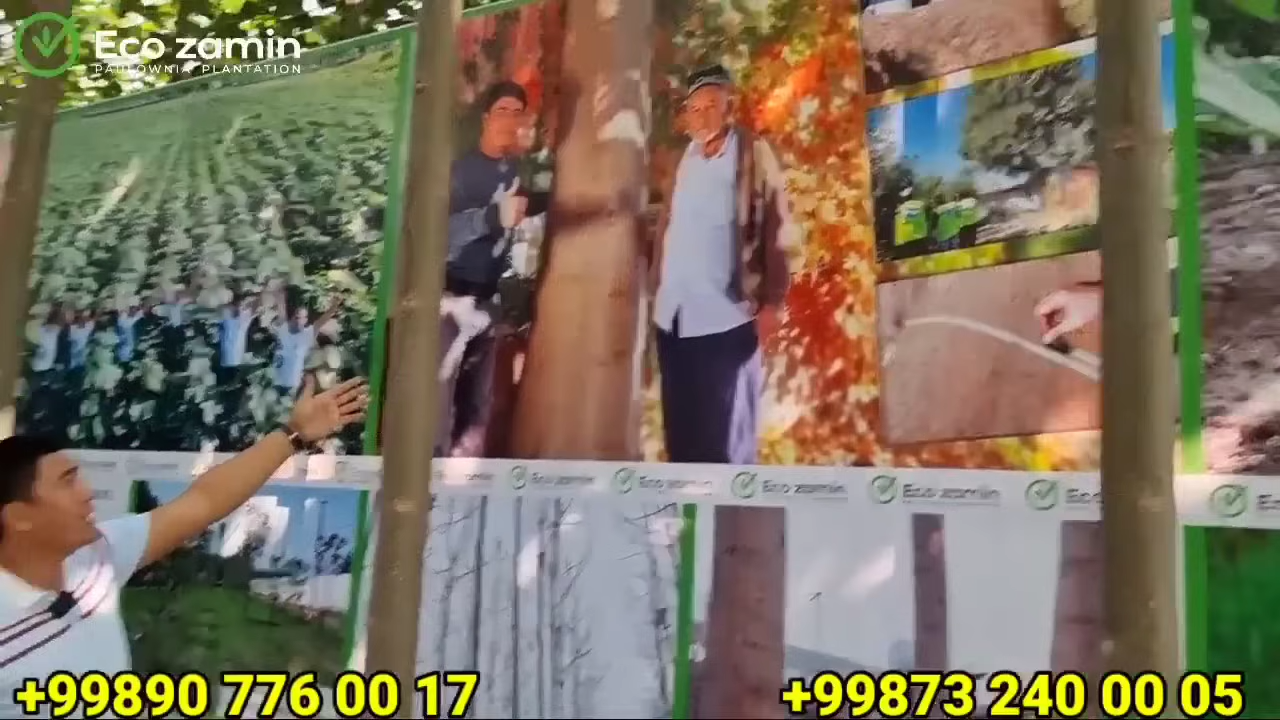 Eco zamin
PAULOWNIA PLANTATION
Eco zamin Eco zamin Eco zamin Eco zamin
+99890 776 00 17
+99873 240 00 05